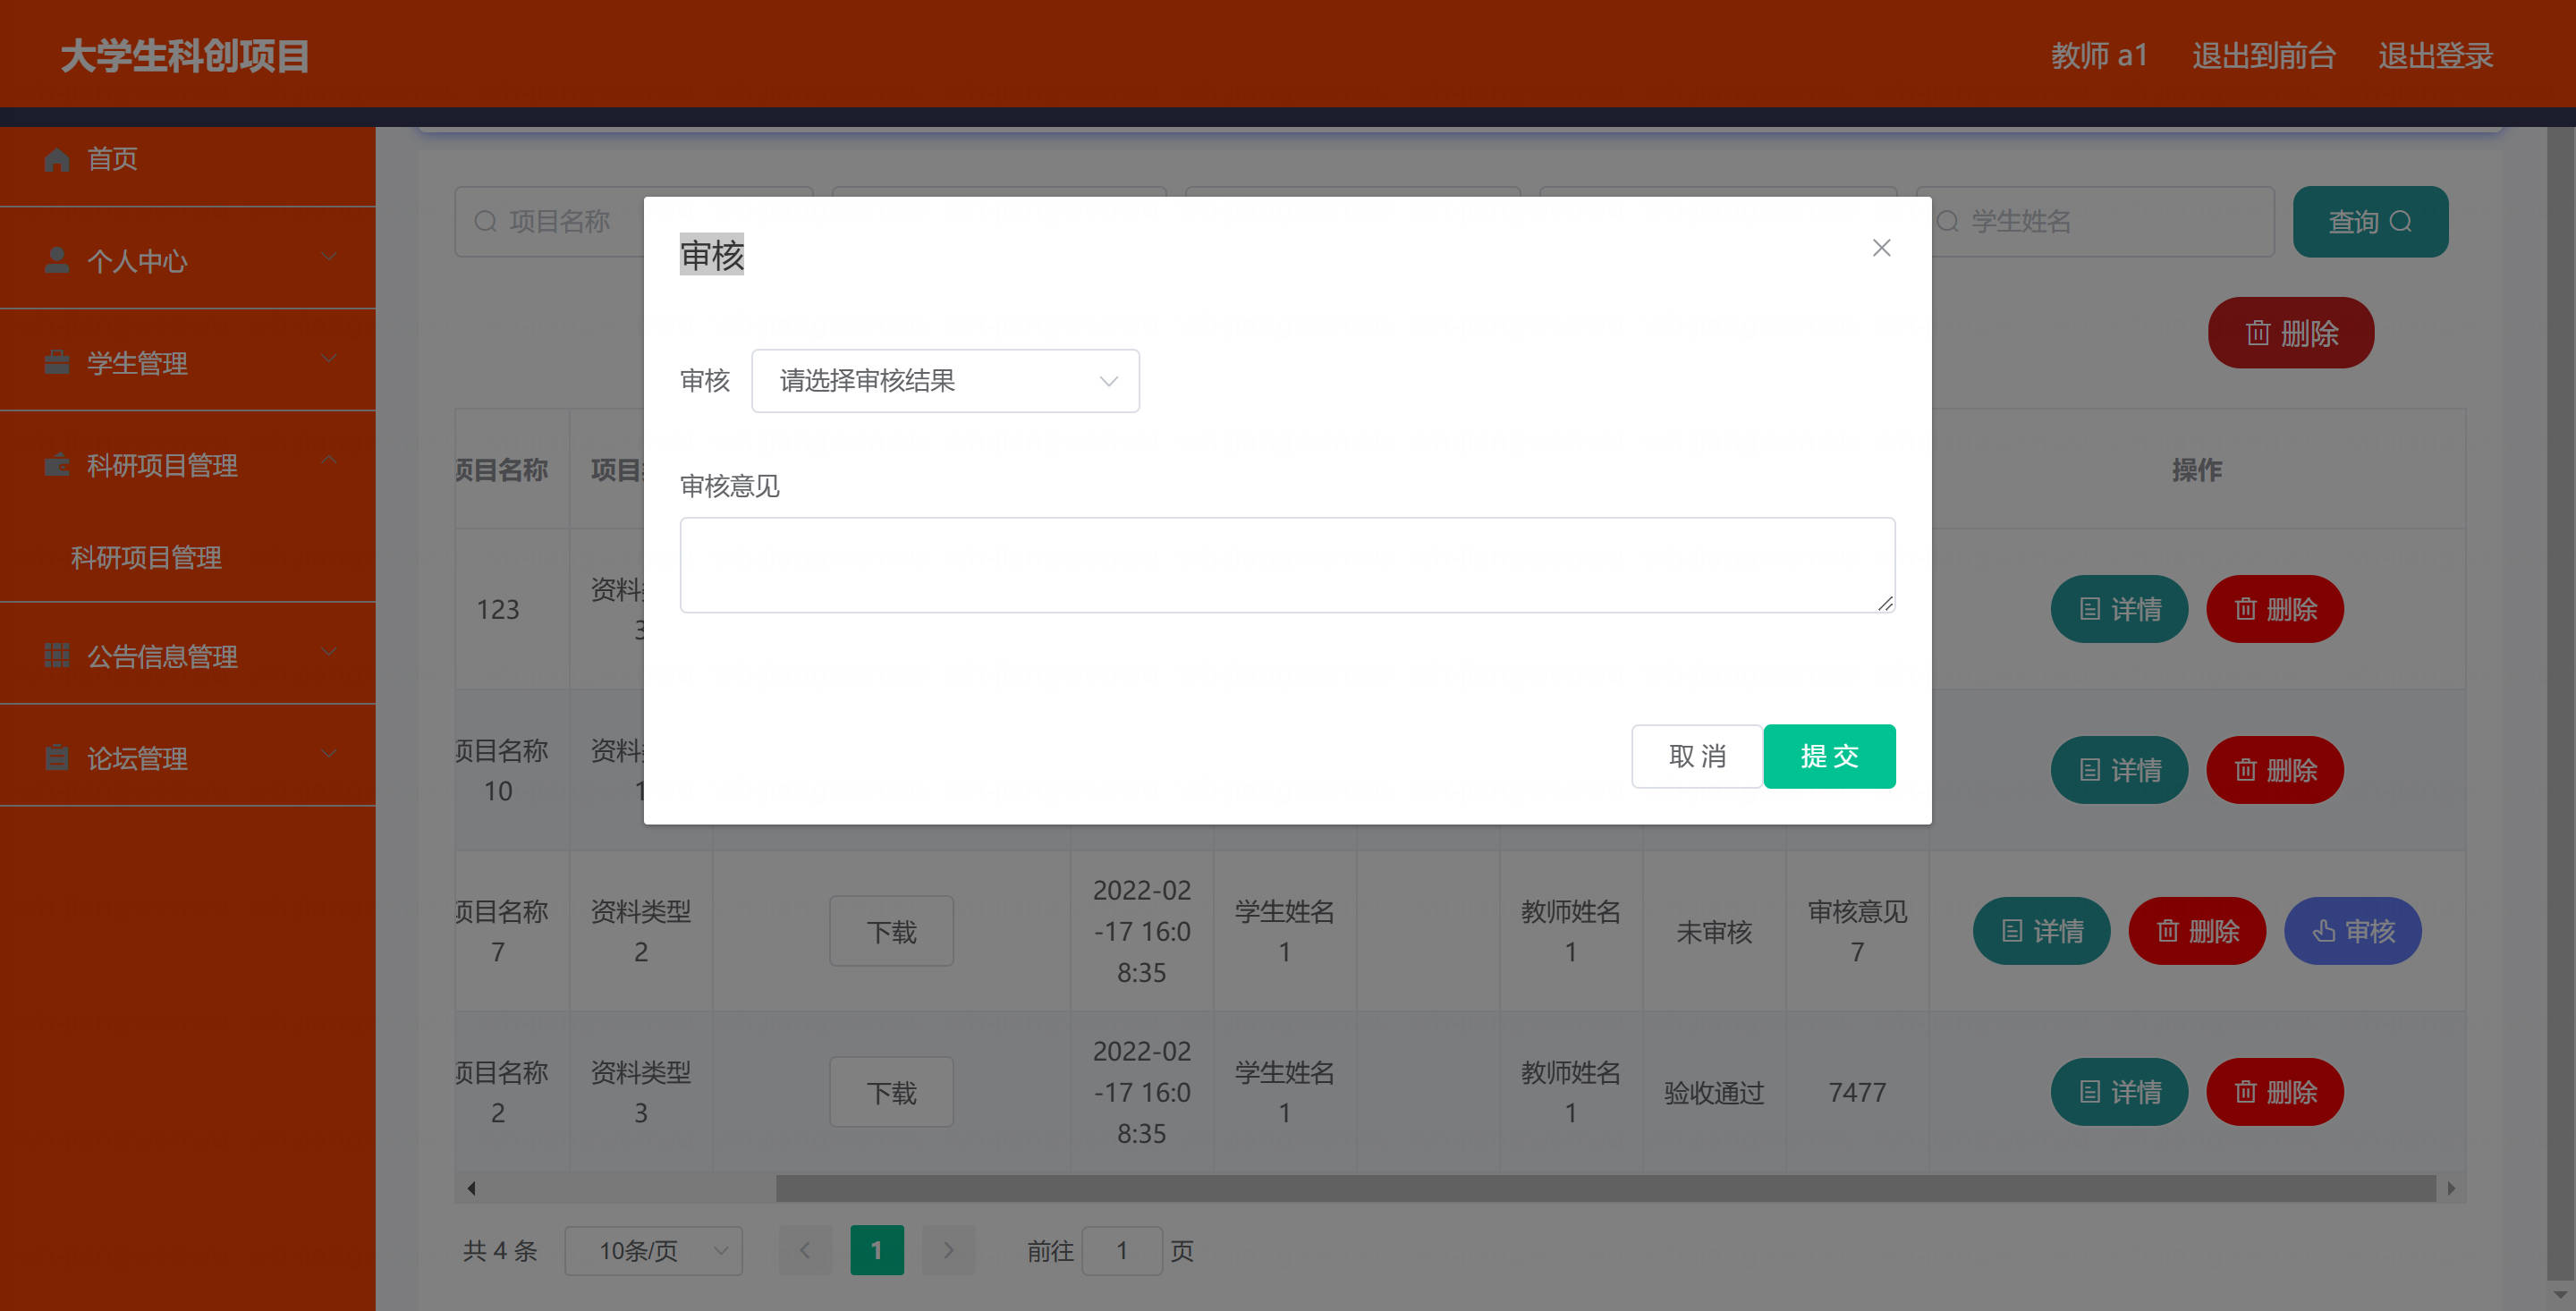 大学生科创项目
教师 a1
退出到前台
退出登录
首页
个人中心
学生管理
科研项目管理
科研项目管理
公告信息管理
论坛管理
项目名称
学生姓名
查询
删除
审核
审核
请选择审核结果
审核意见
取 消
提 交
项目名称
项目
操作
123
资料
3
详情
删除
项目名称
10
资料
1
详情
删除
项目名称
7
资料类型
2
下载
2022-02
-17 16:0
8:35
学生姓名
1
教师姓名
1
未审核
审核意见
7
详情
删除
审核
项目名称
2
资料类型
3
下载
2022-02
-17 16:0
8:35
学生姓名
1
教师姓名
1
验收通过
7477
详情
删除
共 4 条
10条/页
1
前往
1
页